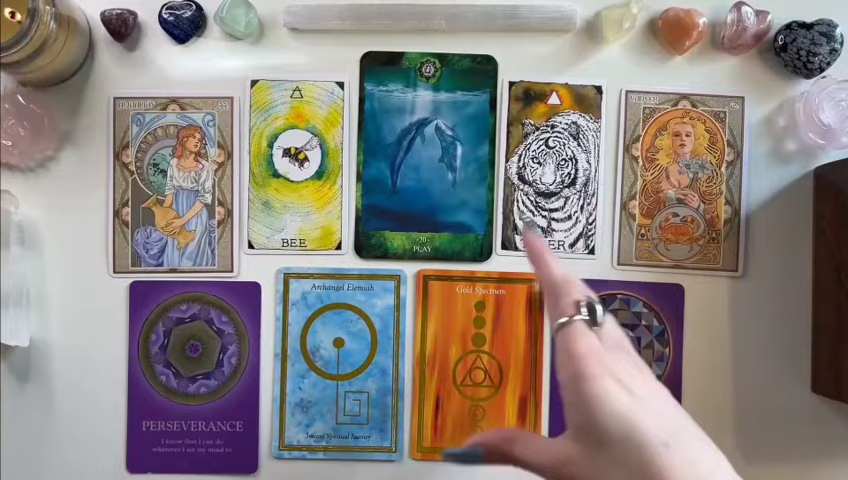 BEE
-20-
PLAY
PERSEVERANCE
I know that I can do
whatever I set my mind to
Archangel Elemiah
Inward Spiritual Journey
Gold Spectrum